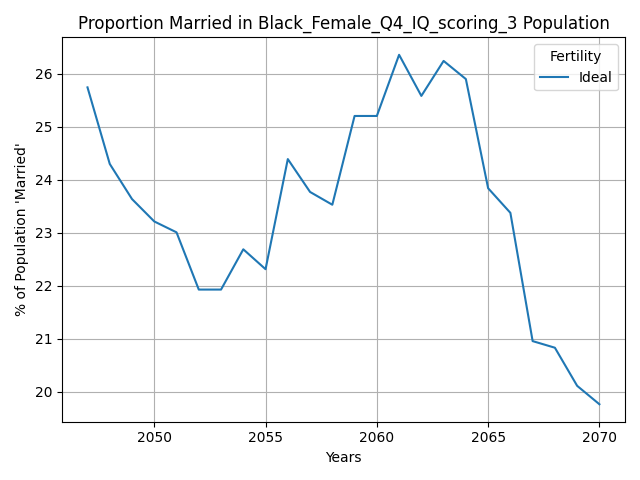 Proportion Married in Black_Female_Q4_IQ_scoring_3 Population
Fertility
Ideal
% of Population 'Married'
26
25
24
23
22
21
20
2050
2055
2060
2065
2070
Years